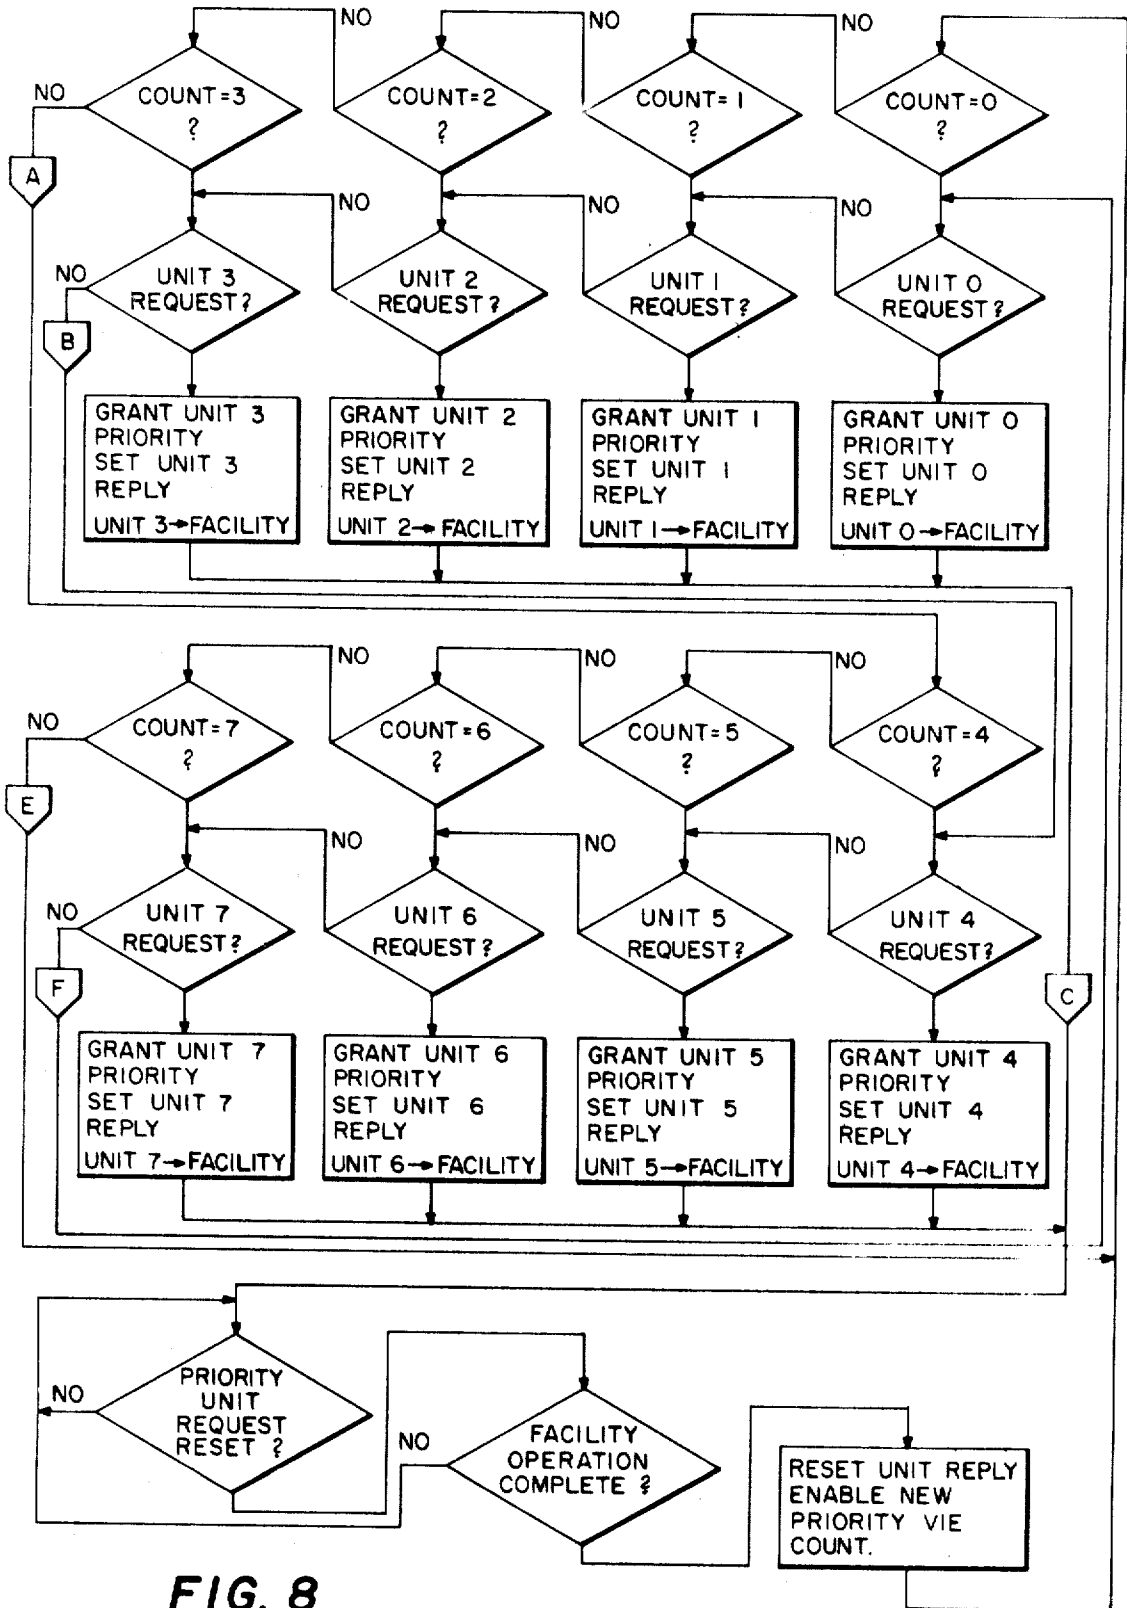 NO
NO
NO
NO
COUNT=3
?
COUNT=2
?
COUNT=1
?
COUNT=0
?
A
NO
NO
NO
NO
UNIT 3
REQUEST?
UNIT 2
REQUEST?
UNIT 1
REQUEST?
UNIT 0
REQUEST?
B
GRANT UNIT 3
PRIORITY
SET UNIT 3
REPLY
UNIT 3→FACILITY
GRANT UNIT 2
PRIORITY
SET UNIT 2
REPLY
UNIT 2→FACILITY
GRANT UNIT 1
PRIORITY
SET UNIT 1
REPLY
UNIT 1→FACILITY
GRANT UNIT 0
PRIORITY
SET UNIT 0
REPLY
UNIT 0→FACILITY
NO
NO
NO
NO
COUNT=7
?
COUNT=6
?
COUNT=5
?
COUNT=4
?
E
NO
NO
NO
NO
UNIT 7
REQUEST?
UNIT 6
REQUEST?
UNIT 5
REQUEST?
UNIT 4
REQUEST?
F
C
GRANT UNIT 7
PRIORITY
SET UNIT 7
REPLY
UNIT 7→FACILITY
GRANT UNIT 6
PRIORITY
SET UNIT 6
REPLY
UNIT 6→FACILITY
GRANT UNIT 5
PRIORITY
SET UNIT 5
REPLY
UNIT 5→FACILITY
GRANT UNIT 4
PRIORITY
SET UNIT 4
REPLY
UNIT 4→FACILITY
NO
PRIORITY
UNIT
REQUEST
RESET ?
NO
FACILITY
OPERATION
COMPLETE ?
RESET UNIT REPLY
ENABLE NEW
PRIORITY VIE
COUNT.
FIG. 8